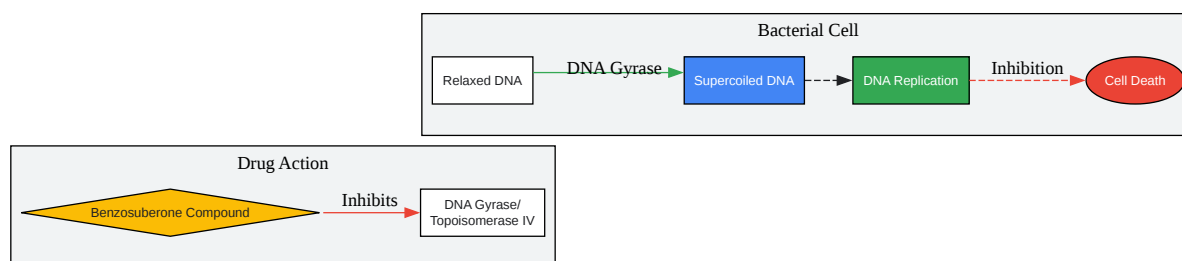 Bacterial Cell
Relaxed DNA
DNA Gyrase
Supercoiled DNA
DNA Replication
Inhibition
Cell Death
Drug Action
Benzosuberone Compound
Inhibits
DNA Gyrase/
Topoisomerase IV